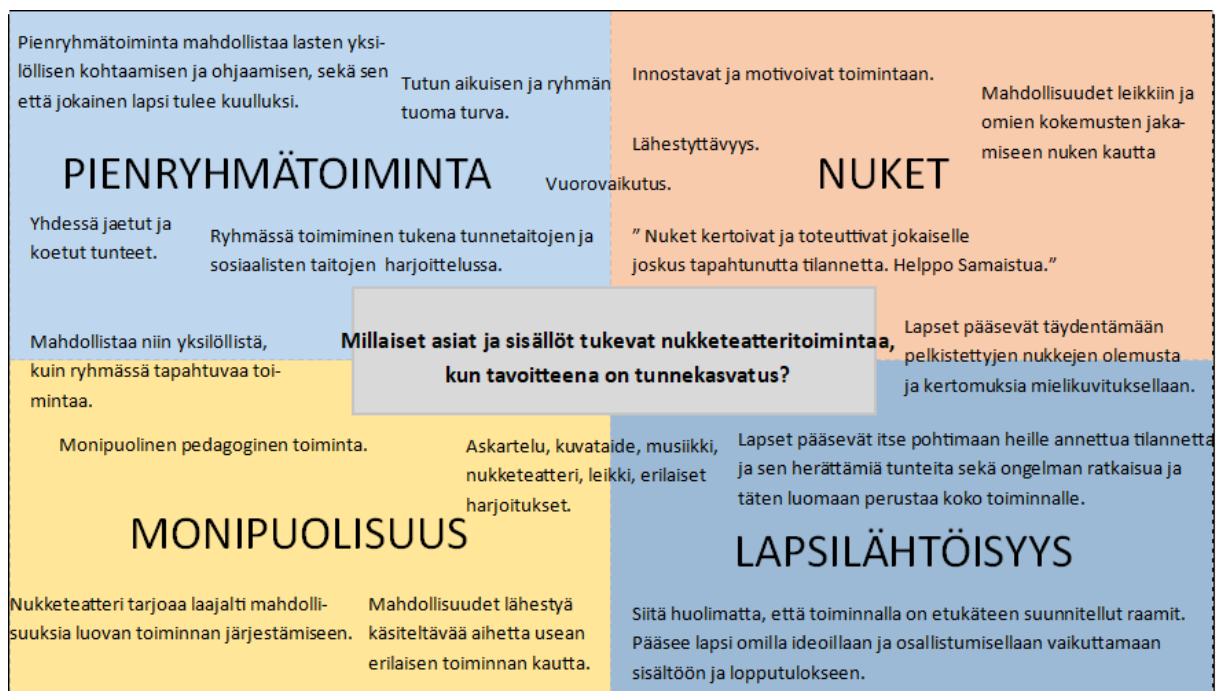 Pienryhmätoiminta mahdollistaa lasten yksi-
löllisen kohtaamisen ja ohjaamisen, sekä sen
että jokainen lapsi tulee kuulluksi.
Tutun aikuisen ja ryhmän
tuoma turva.
PIENRYHMÄTOIMINTA
Vuorovaikutus.
Yhdessä jaetut ja
koetut tunteet.
Ryhmässä toimiminen tukena tunnetaitojen ja
sosiaalisten taitojen harjoittelussa.
Innostavat ja motivoivat toimintaan.
Mahdollisuudet leikkiin ja
omien kokemusten jaka-
miseen nuken kautta
Lähestyttävyys.
NUKET
” Nuket kertoivat ja toteuttivat jokaiselle
joskus tapahtunutta tilannetta. Helppo Samaistua.”
Millaiset asiat ja sisällöt tukevat nukketeatteritoimintaa,
kun tavoitteena on tunnekasvatus?
Mahdollistaa niin yksilöllistä,
kuin ryhmässä tapahtuvaa toi-
mintaa.
Monipuolinen pedagoginen toiminta.
Askartelu, kuvataide, musiikki,
nukketeatteri, leikki, erilaiset
harjoitukset.
MONIPUOLISUUS
Nukketeatteri tarjoaa laajalti mahdolli-
suuksia luovan toiminnan järjestämiseen.
Mahdollisuudet lähestyä
käsiteltävää aihetta usean
erilaisen toiminnan kautta.
Lapset pääsevät täydentämään
pelkistettyjen nukkejen olemusta
ja kertomuksia mielikuvituksellaan.
Lapset pääsevät itse pohtimaan heille annettua tilannetta
ja sen herättämiä tunteita sekä ongelman ratkaisua ja
täten luomaan perustaa koko toiminnalle.
LAPSILÄHTÖISYYS
Siitä huolimatta, että toiminnalla on etukäteen suunnitellut raamit.
Pääsee lapsi omilla ideoillaan ja osallistumisellaan vaikuttamaan
sisältöön ja lopputulokseen.